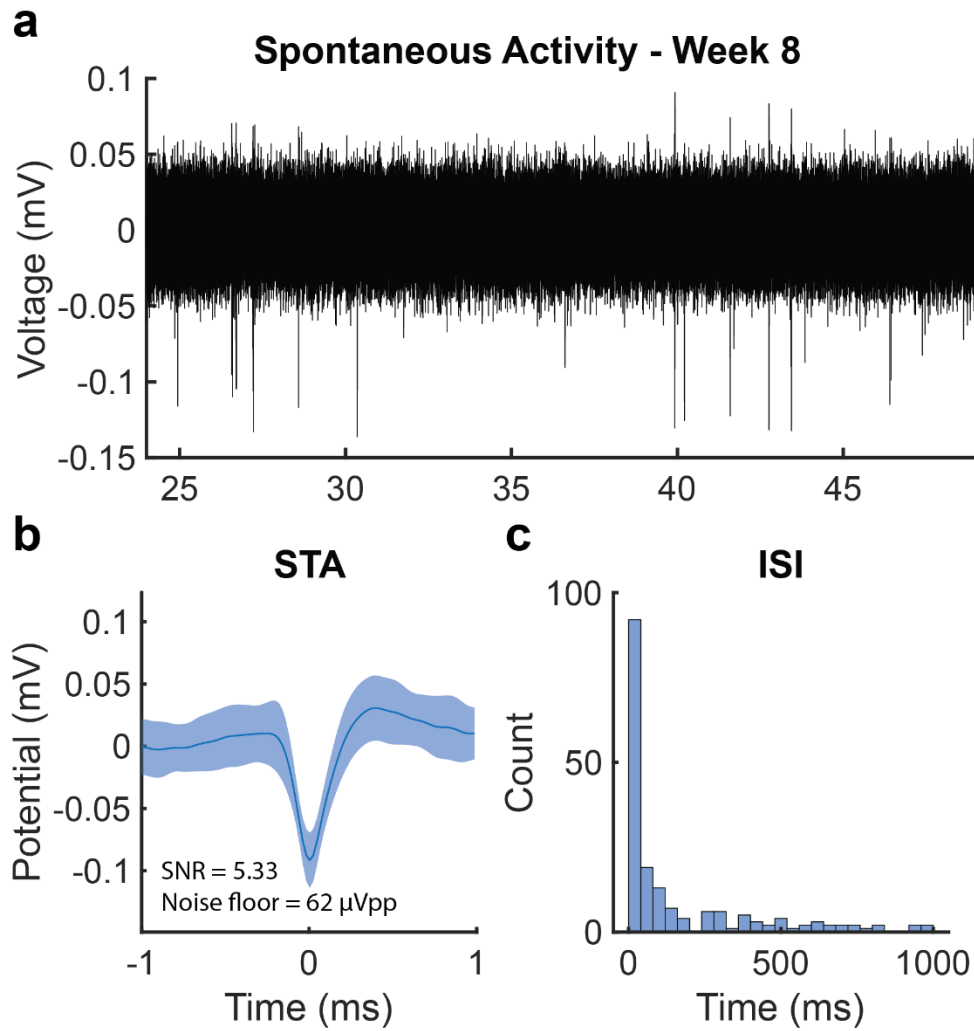 a
Spontaneous Activity - Week 8
0.1
0.05
0
-0.05
-0.1
-0.15
Voltage (mV)
25 30 35 40 45
b
STA
0.1
0.05
0
-0.05
-0.1
Potential (mV)
SNR = 5.33
Noise floor = 62 µVpp
-1 0 1
Time (ms)
c
ISI
100
50
0
Count
0 500 1000
Time (ms)